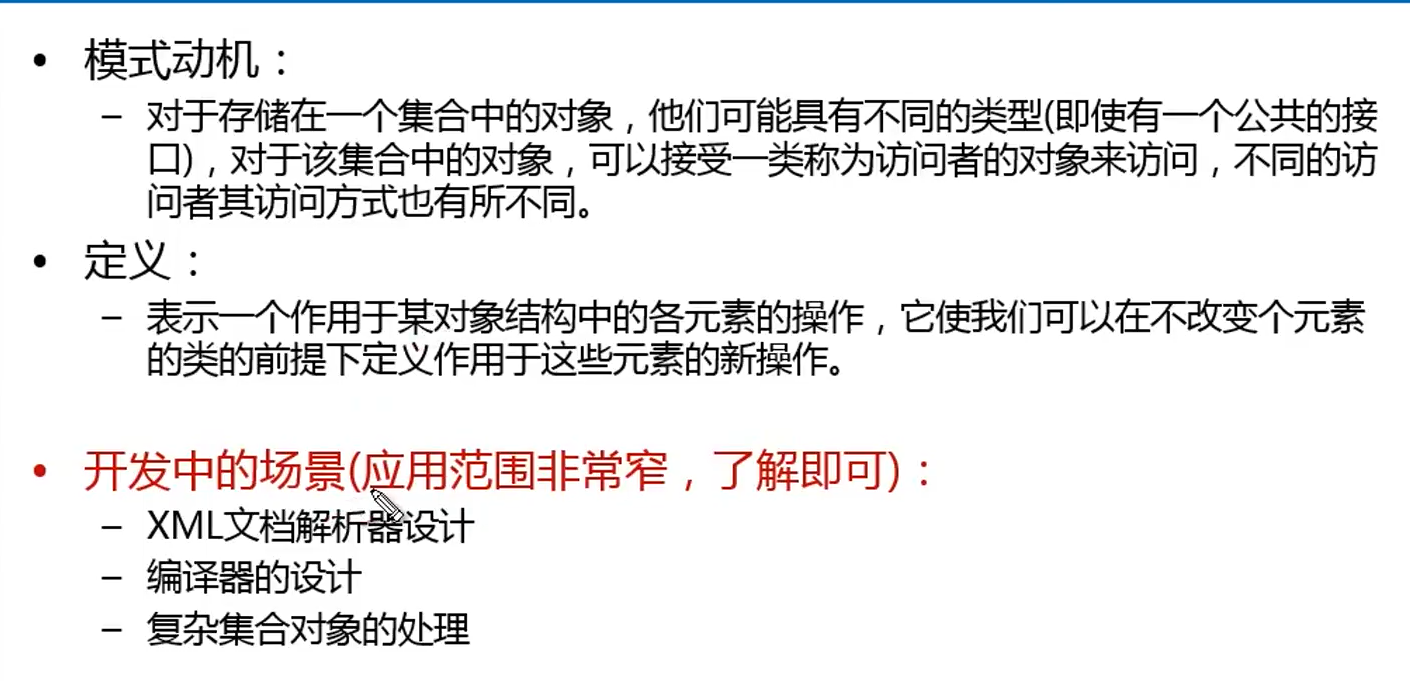 • 模式动机：
– 对于存储在一个集合中的对象，他们可能具有不同的类型(即使有一个公共的接
口)，对于该集合中的对象，可以接受一类称为访问者的对象来访问，不同的访
问者其访问方式也有所不同。
• 定义：
– 表示一个作用于某对象结构中的各元素的操作，它使我们可以在不改变个元素
的类的前提下定义作用于这些元素的新操作。
• 开发中的场景(应用范围非常窄，了解即可)：
– XML文档解析器设计
– 编译器的设计
– 复杂集合对象的处理